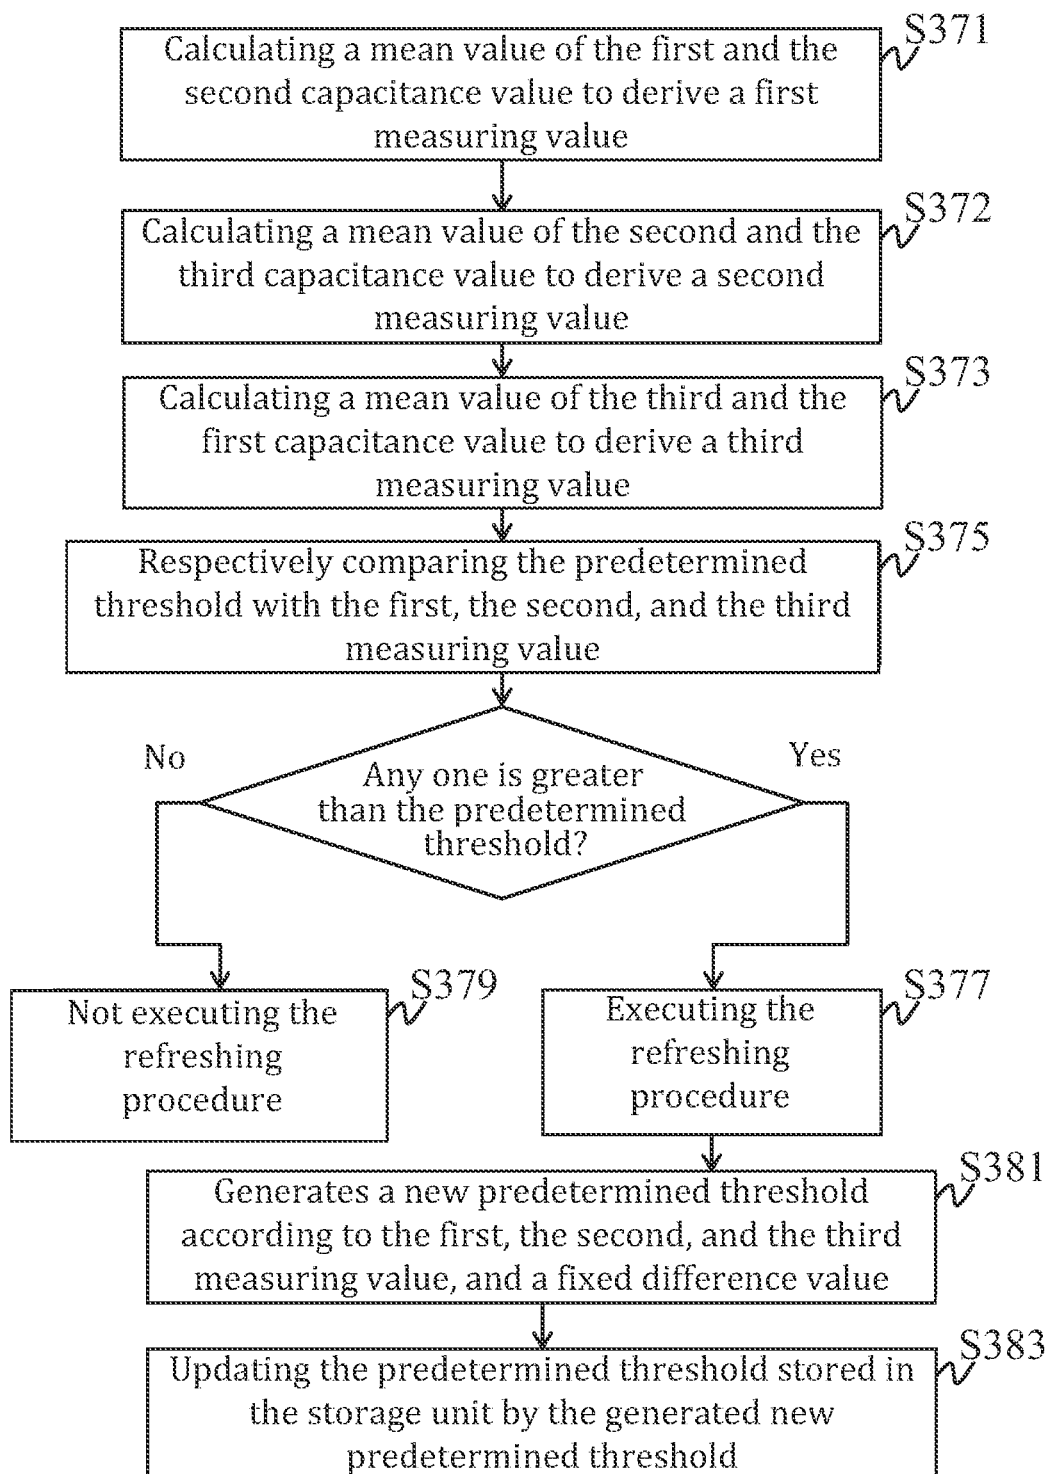 S371
Calculating a mean value of the first and the
second capacitance value to derive a first
measuring value
S372
Calculating a mean value of the second and the
third capacitance value to derive a second
measuring value
S373
Calculating a mean value of the third and the
first capacitance value to derive a third
measuring value
S375
Respectively comparing the predetermined
threshold with the first, the second, and the third
measuring value
No
Yes
Any one is greater
than the predetermined
threshold?
S379
Not executing the
refreshing
procedure
S377
Executing the
refreshing
procedure
S381
Generates a new predetermined threshold
according to the first, the second, and the third
measuring value, and a fixed difference value
S383
Updating the predetermined threshold stored in
the storage unit by the generated new
predetermined threshold